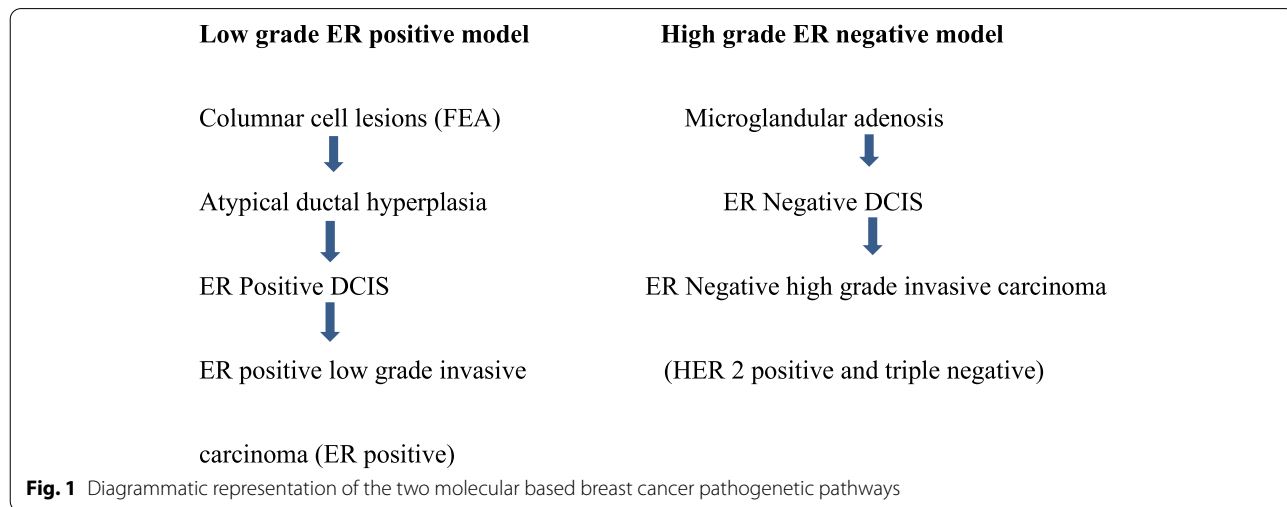 Low grade ER positive model
Columnar cell lesions (FEA)
Atypical ductal hyperplasia
ER Positive DCIS
ER positive low grade invasive
carcinoma (ER positive)
High grade ER negative model
Microglandular adenosis
ER Negative DCIS
ER Negative high grade invasive carcinoma
(HER 2 positive and triple negative)
Fig. 1 Diagrammatic representation of the two molecular based breast cancer pathogenetic pathways